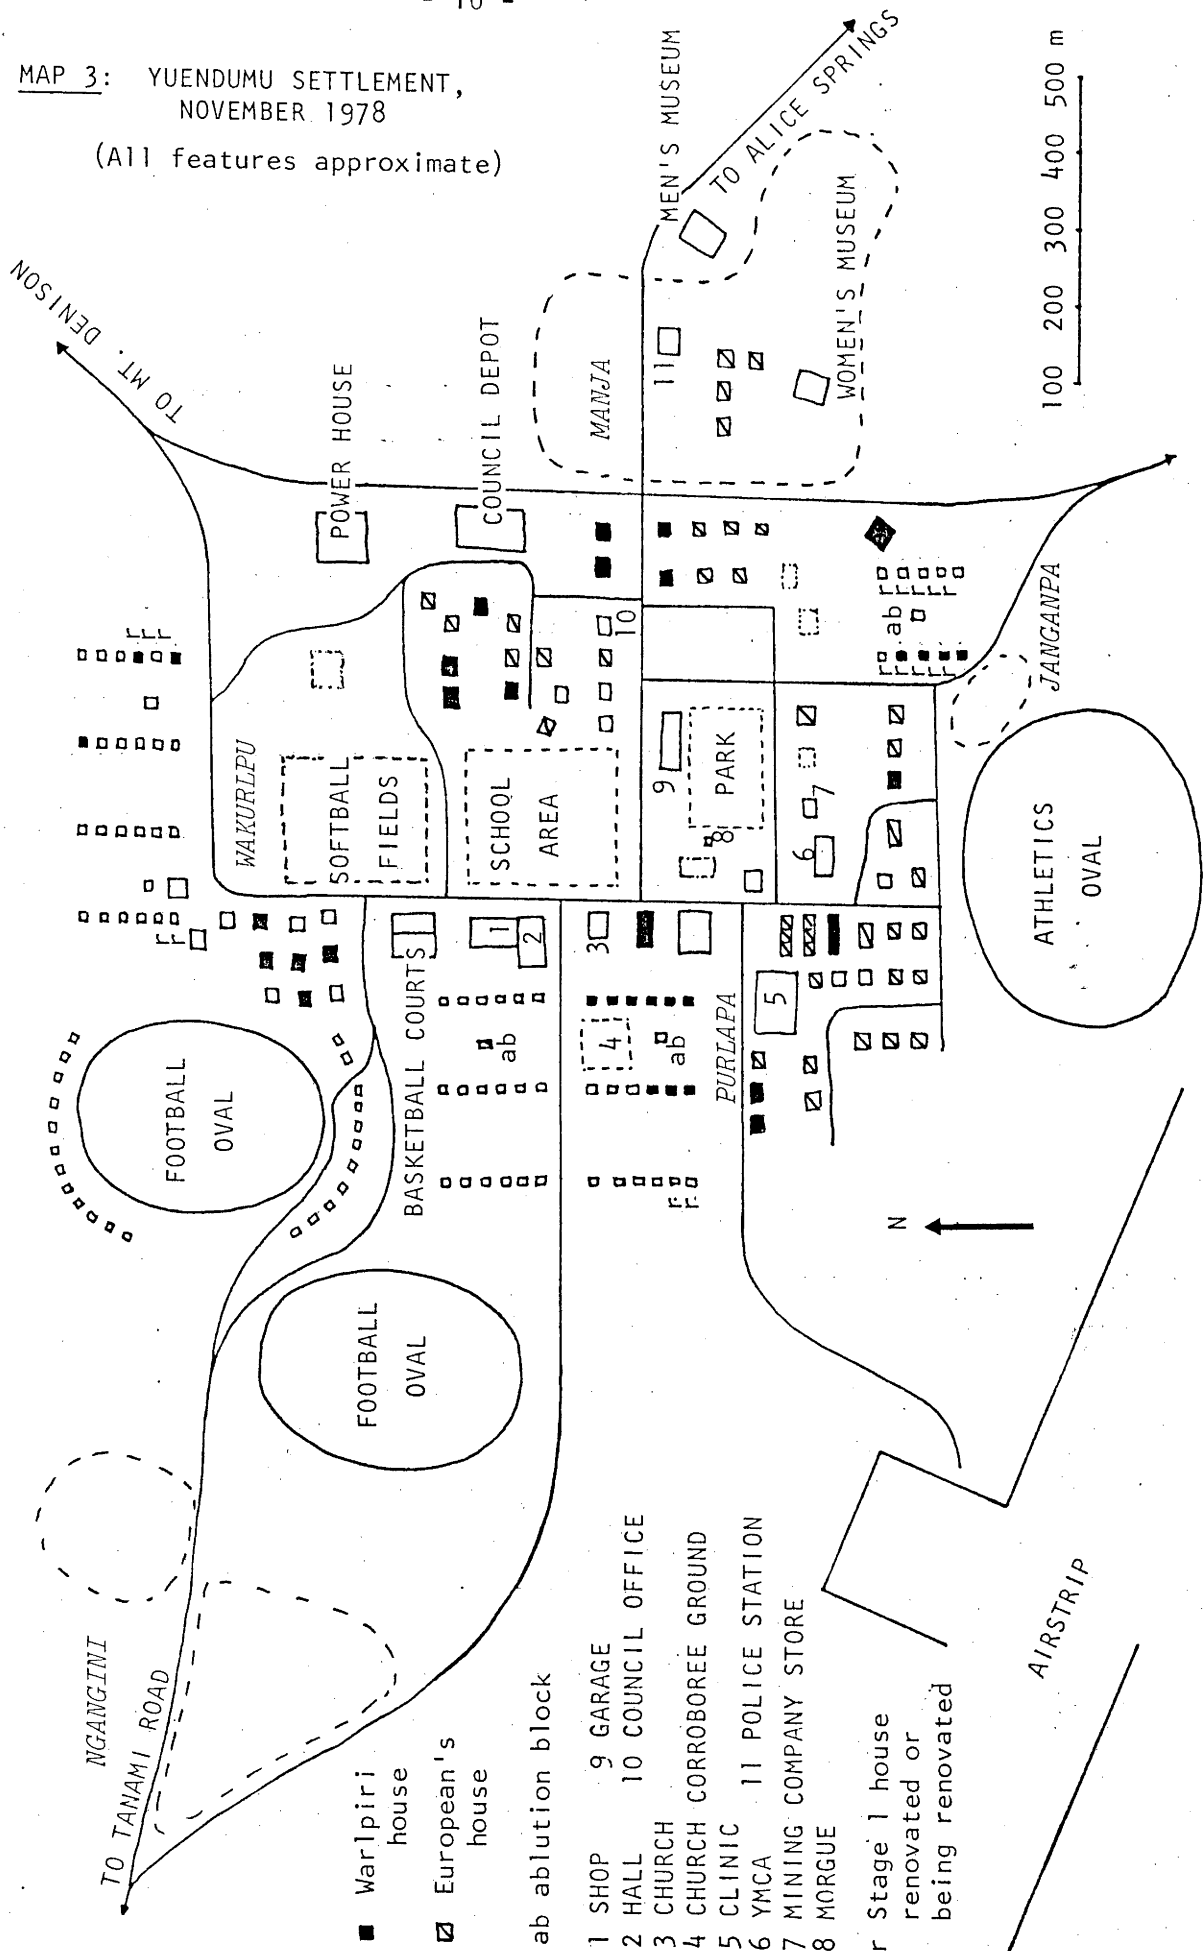 - 10 -
MAP 3: YUENDUMU SETTLEMENT,
NOVEMBER 1978
(All features approximate)
TO MT. DENISON
TO ALICE SPRINGS
MEN'S MUSEUM
WOMEN'S MUSEUM
MANJA
11
POWER HOUSE
COUNCIL DEPOT
100 200 300 400 500 m
r r r
WAKURLPU
SOFTBALL
FIELDS
SCHOOL
AREA
10
9
PARK
8
7
6
r r r r r
ab
r r r r r
JANGANPA
ATHLETICS
OVAL
r r
BASKETBALL COURTS
1
2
3
4
ab
ab
r r
PURLAPA
5
FOOTBALL
OVAL
FOOTBALL
OVAL
N
NGANGINI
TO TANAMI ROAD
AIRSTRIP
Warlpiri
house
European's
house
ab ablution block
1 SHOP 9 GARAGE
2 HALL 10 COUNCIL OFFICE
3 CHURCH
4 CHURCH CORROBOREE GROUND
5 CLINIC 11 POLICE STATION
6 YMCA
7 MINING COMPANY STORE
8 MORGUE
r Stage 1 house
renovated or
being renovated